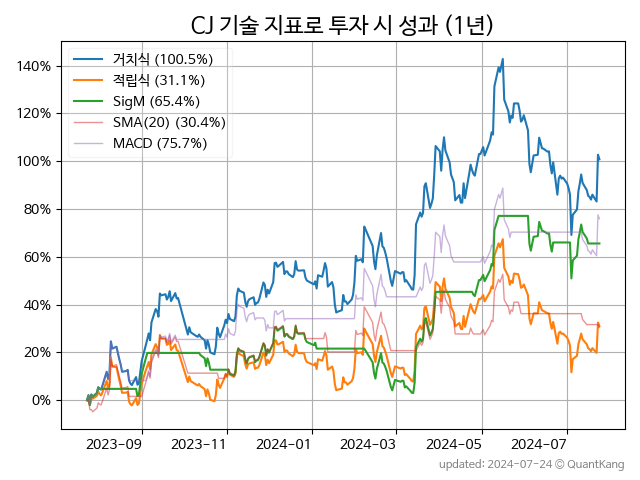 CJ 기술 지표로 투자 시 성과 (1년)
거치식 (100.5%)
적립식 (31.1%)
SigM (65.4%)
SMA(20) (30.4%)
MACD (75.7%)
140%
120%
100%
80%
60%
40%
20%
0%
2023-09 2023-11 2024-01 2024-03 2024-05 2024-07
updated: 2024-07-24 © QuantKang